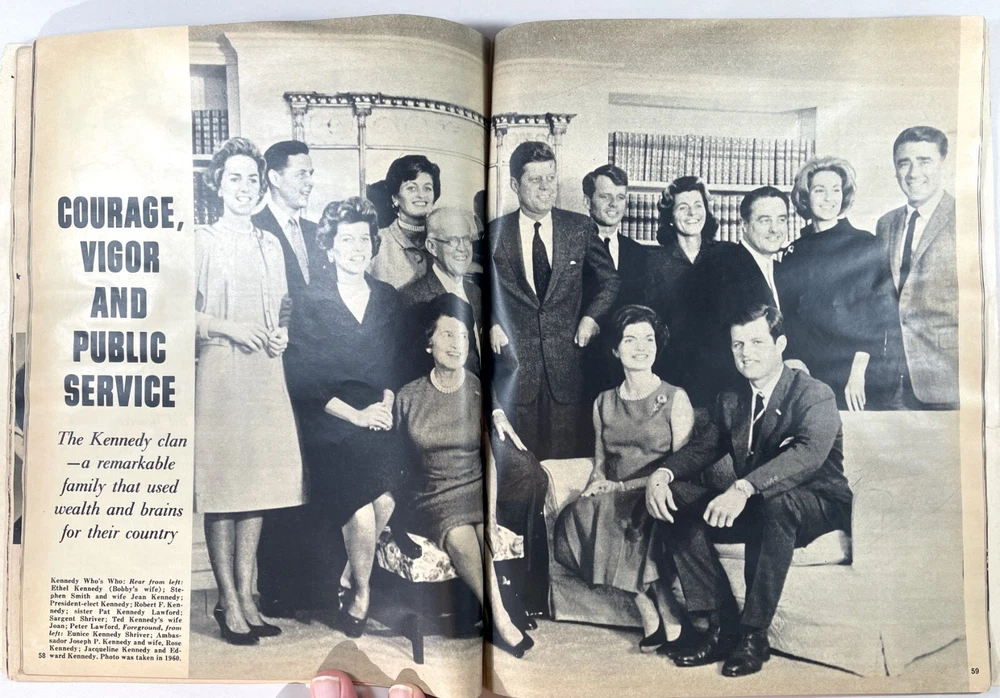 COURAGE,
VIGOR
AND
PUBLIC
SERVICE
The Kennedy clan
—a remarkable
family that used
wealth and brains
for their country
Kennedy Who's Who: Rear from left:
Ethel Kennedy (Bobby's wife); Ste-
phen Smith and wife Jean Kennedy;
President-elect Kennedy; Robert F. Ken-
nedy; sister Pat Kennedy Lawford;
Sargent Shriver; Ted Kennedy's wife
Joan; Peter Lawford. Foreground, from
left: Eunice Kennedy Shriver; Ambas-
sador Joseph P. Kennedy and wife, Rose
Kennedy; Jacqueline Kennedy and Ed-
ward Kennedy. Photo was taken in 1960.
58
59